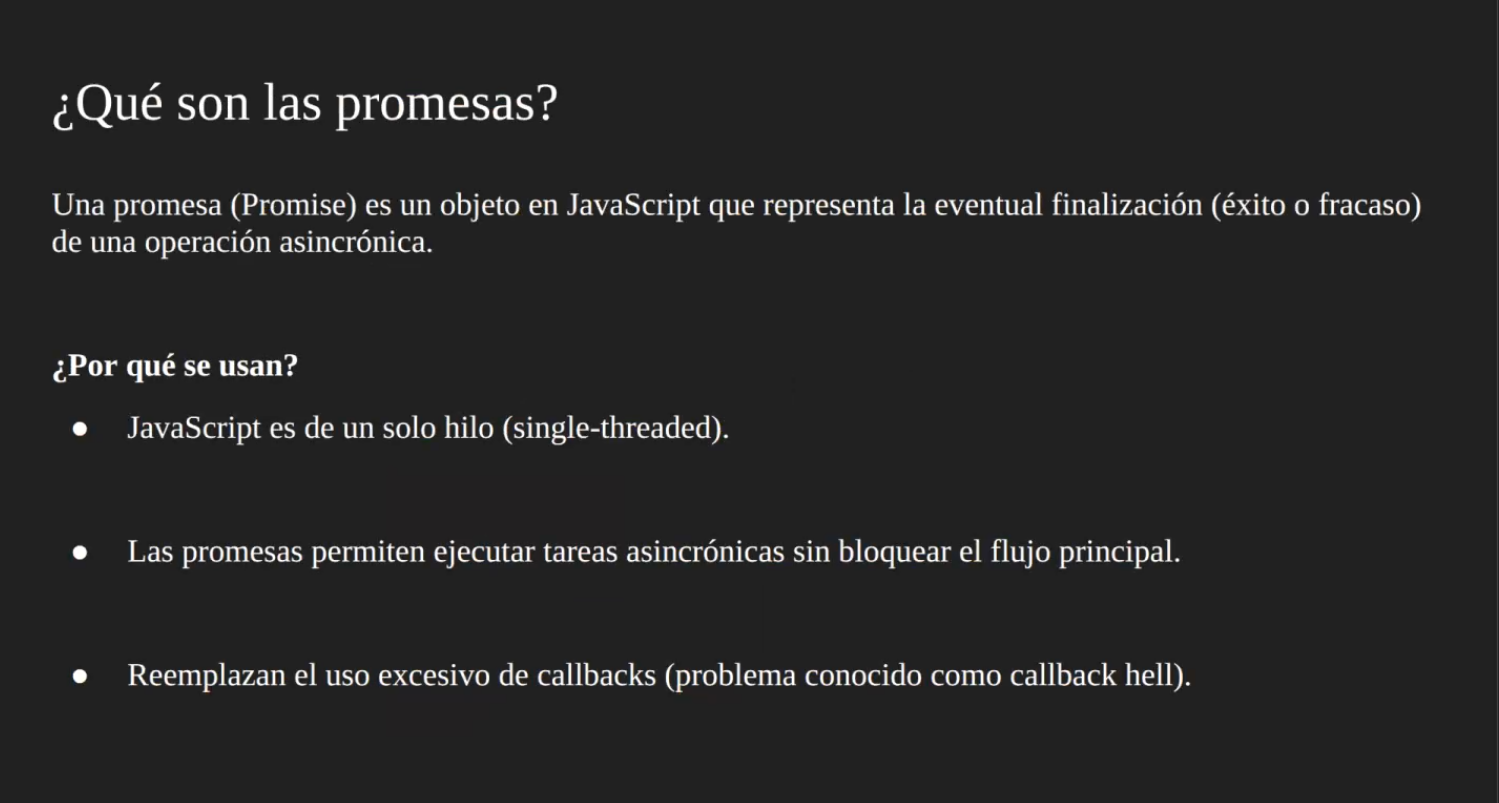 ¿Qué son las promesas?
Una promesa (Promise) es un objeto en JavaScript que representa la eventual finalización (éxito o fracaso)
de una operación asincrónica.
¿Por qué se usan?
● JavaScript es de un solo hilo (single-threaded).
● Las promesas permiten ejecutar tareas asincrónicas sin bloquear el flujo principal.
● Reemplazan el uso excesivo de callbacks (problema conocido como callback hell).